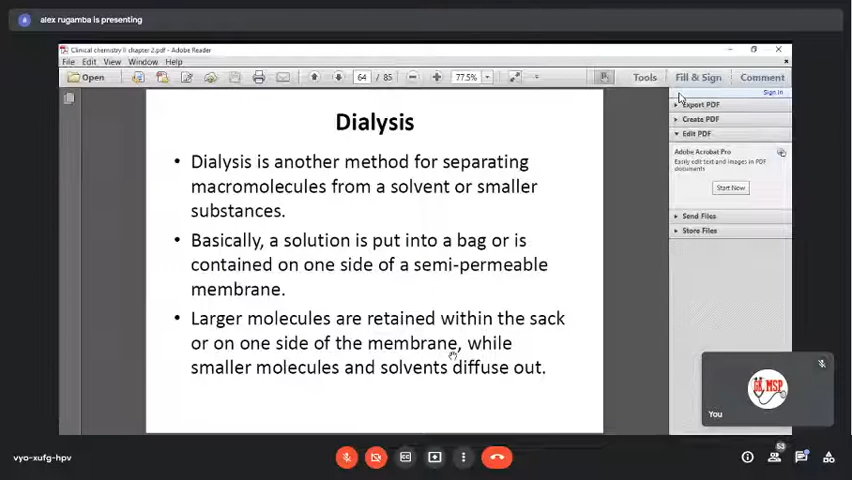 alex rugamba is presenting
Clinical chemistry II chapter 2.pdf - Adobe Reader
File Edit View Window Help
Open 64 / 85 77.5% Tools Fill & Sign Comment
Sign In
Export PDF
Create PDF
Edit PDF
Adobe Acrobat Pro
Easily edit text and images in PDF
documents
Start Now
Send Files
Store Files
Dialysis
• Dialysis is another method for separating
macromolecules from a solvent or smaller
substances.
• Basically, a solution is put into a bag or is
contained on one side of a semi-permeable
membrane.
• Larger molecules are retained within the sack
or on one side of the membrane, while
smaller molecules and solvents diffuse out.
MSP
You
vyo-xufg-hpv
53